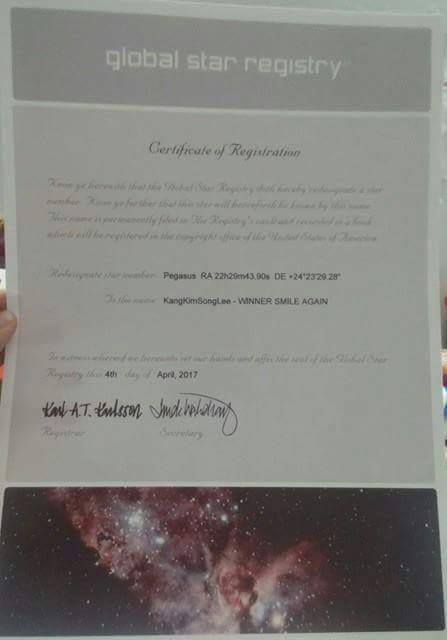 global star registry
Certificate of Registration
Know ye herewith that the Global Star Registry doth hereby redesignate a star
number. Know ye further that this star will henceforth be known by this name.
This name is permanently filed in The Registry's vault and recorded in a book
which will be registered in the copyright office of the United States of America.
Redesignate star number: Pegasus RA 22h29m43.90s DE +24°23'29.28"
To the name: KangKimSongLee - WINNER SMILE AGAIN
In witness whereof we hereunto set our hands and affix the seal of the Global Star
Registry this 4th day of April, 2017
Karl A.T. Karlsson
Registrar Secretary